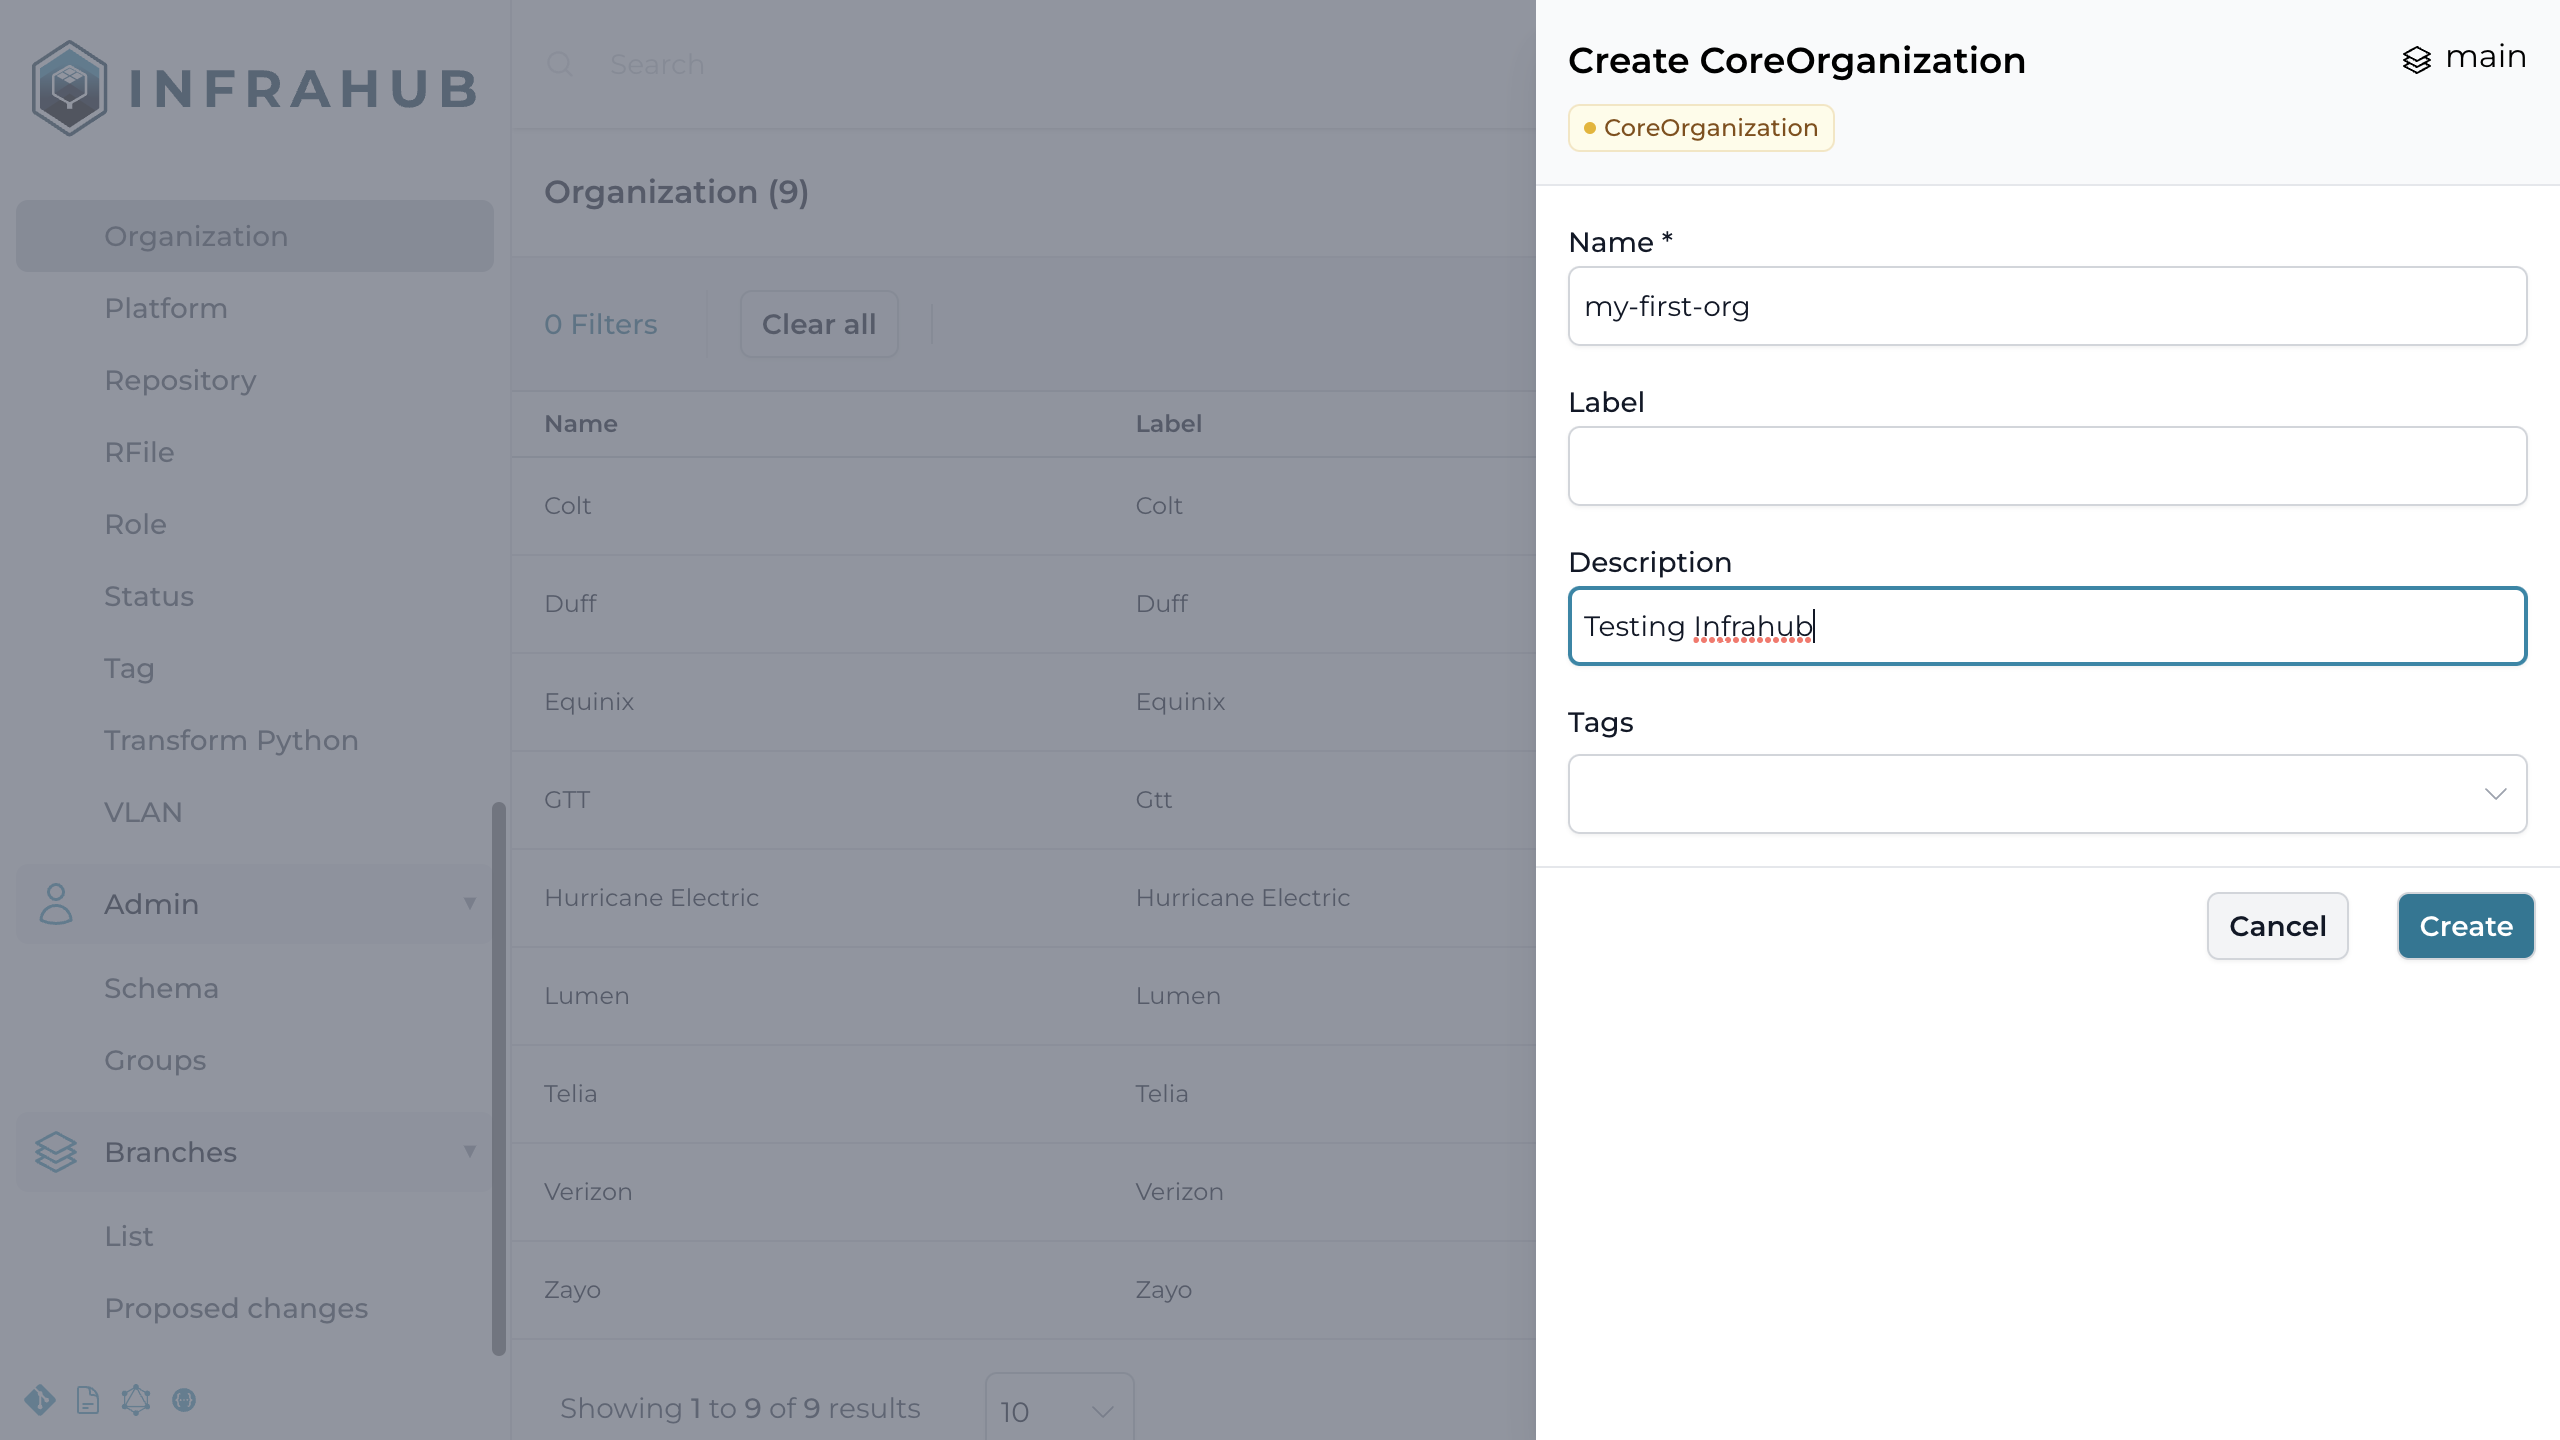 INFRAHUB
Organization
Platform
Repository
RFile
Role
Status
Tag
Transform Python
VLAN
Admin
Schema
Groups
Branches
List
Proposed changes
Search
Organization (9)
0 Filters
Clear all
Name Label
Colt Colt
Duff Duff
Equinix Equinix
GTT Gtt
Hurricane Electric Hurricane Electric
Lumen Lumen
Telia Telia
Verizon Verizon
Zayo Zayo
Showing 1 to 9 of 9 results 10
Create CoreOrganization
main
CoreOrganization
Name *
my-first-org
Label
Description
Testing Infrahub
Tags
Cancel Create